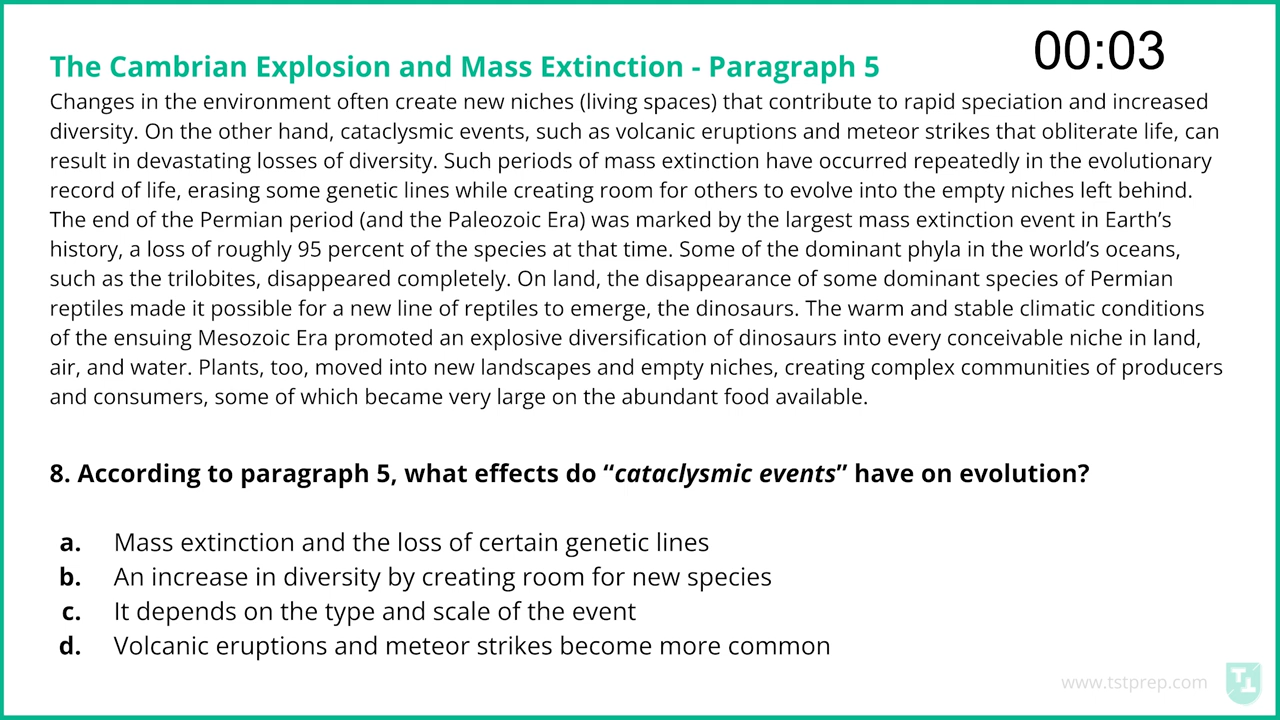 The Cambrian Explosion and Mass Extinction - Paragraph 5
00:03
Changes in the environment often create new niches (living spaces) that contribute to rapid speciation and increased
diversity. On the other hand, cataclysmic events, such as volcanic eruptions and meteor strikes that obliterate life, can
result in devastating losses of diversity. Such periods of mass extinction have occurred repeatedly in the evolutionary
record of life, erasing some genetic lines while creating room for others to evolve into the empty niches left behind.
The end of the Permian period (and the Paleozoic Era) was marked by the largest mass extinction event in Earth’s
history, a loss of roughly 95 percent of the species at that time. Some of the dominant phyla in the world’s oceans,
such as the trilobites, disappeared completely. On land, the disappearance of some dominant species of Permian
reptiles made it possible for a new line of reptiles to emerge, the dinosaurs. The warm and stable climatic conditions
of the ensuing Mesozoic Era promoted an explosive diversification of dinosaurs into every conceivable niche in land,
air, and water. Plants, too, moved into new landscapes and empty niches, creating complex communities of producers
and consumers, some of which became very large on the abundant food available.
8. According to paragraph 5, what effects do “cataclysmic events” have on evolution?
a. Mass extinction and the loss of certain genetic lines
b. An increase in diversity by creating room for new species
c. It depends on the type and scale of the event
d. Volcanic eruptions and meteor strikes become more common
www.tstprep.com